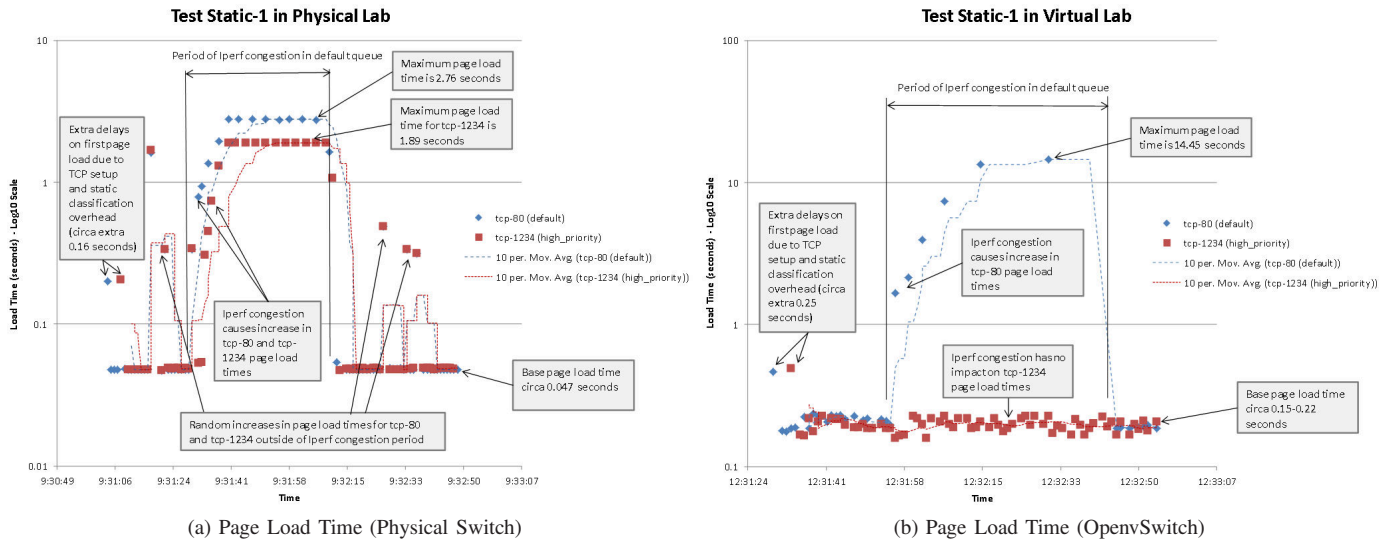 Test Static-1 in Physical Lab
Load Time (seconds) - Log10 Scale
10
1
0.1
0.01
9:30:49
9:31:06
9:31:24
9:31:41
9:31:58
9:32:15
9:32:33
9:32:50
9:33:07
Time
Period of Iperf congestion in default queue
Maximum page load
time is 2.76 seconds
Maximum page load
time for tcp-1234 is
1.89 seconds
Extra delays
on first page
load due to
TCP setup
and static
classification
overhead
(circa extra
0.16 seconds)
tcp-80 (default)
tcp-1234 (high_priority)
10 per. Mov. Avg. (tcp-80 (default))
10 per. Mov. Avg. (tcp-1234 (high_priority))
Iperf congestion
causes increase in
tcp-80 and tcp-
1234 page load
times
Base page load time
circa 0.047 seconds
Random increases in page load times for tcp-80
and tcp-1234 outside of Iperf congestion period
(a) Page Load Time (Physical Switch)
Test Static-1 in Virtual Lab
Load Time (seconds) - Log10 Scale
100
10
1
0.1
12:31:24
12:31:41
12:31:58
12:32:15
12:32:33
12:32:50
12:33:07
Time
Period of Iperf congestion in default queue
Maximum page load
time is 14.45 seconds
Extra delays on
first page load
due to TCP
setup and static
classification
overhead (circa
extra 0.25
seconds)
Iperf congestion
causes increase in
tcp-80 page load
times
tcp-80 (default)
tcp-1234 (high_priority)
10 per. Mov. Avg. (tcp-80 (default))
10 per. Mov. Avg. (tcp-1234 (high_priority))
Iperf congestion has no
impact on tcp-1234
page load times
Base page load time
circa 0.15-0.22
seconds
(b) Page Load Time (OpenvSwitch)